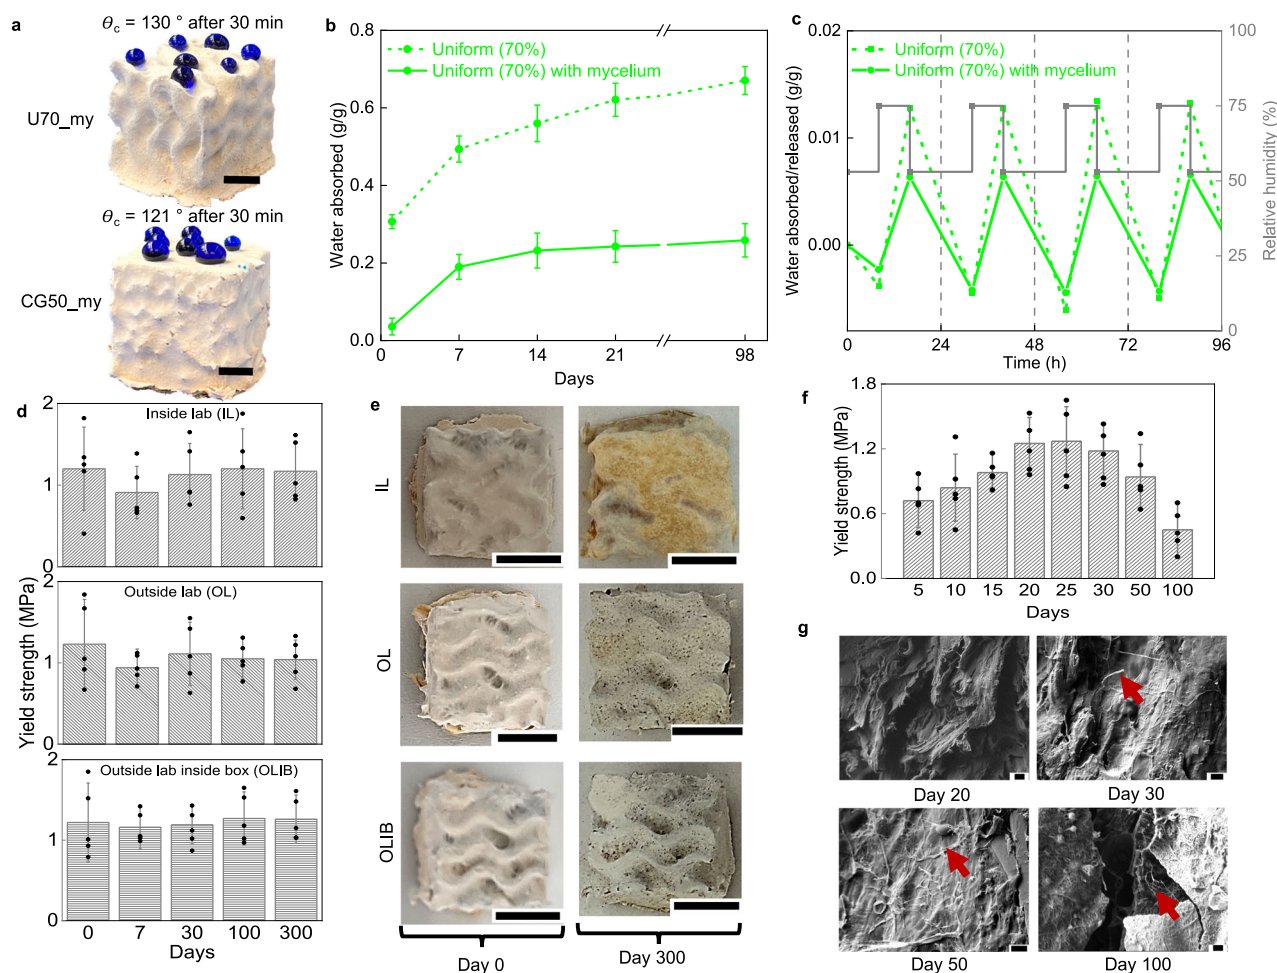 a
θc = 130 ° after 30 min
U70_my
θc = 121 ° after 30 min
CG50_my
b
0.8
0.6
0.4
0.2
0.0
Water absorbed (g/g)
Uniform (70%)
Uniform (70%) with mycelium
0 7 14 21 98
Days
c
0.02
0.01
0.00
Water absorbed/released (g/g)
Uniform (70%)
Uniform (70%) with mycelium
100
75
50
25
0
Relative humidity (%)
0 24 48 72 96
Time (h)
d
2
1
0
Inside lab (IL)
2
1
0
Outside lab (OL)
2
1
0
Outside lab inside box (OLIB)
Yield strength (MPa)
0 7 30 100 300
Days
e
IL
OL
OLIB
Day 0
Day 300
f
1.8
1.2
0.6
0.0
Yield strength (MPa)
5 10 15 20 25 30 50 100
Days
g
Day 20
Day 30
Day 50
Day 100